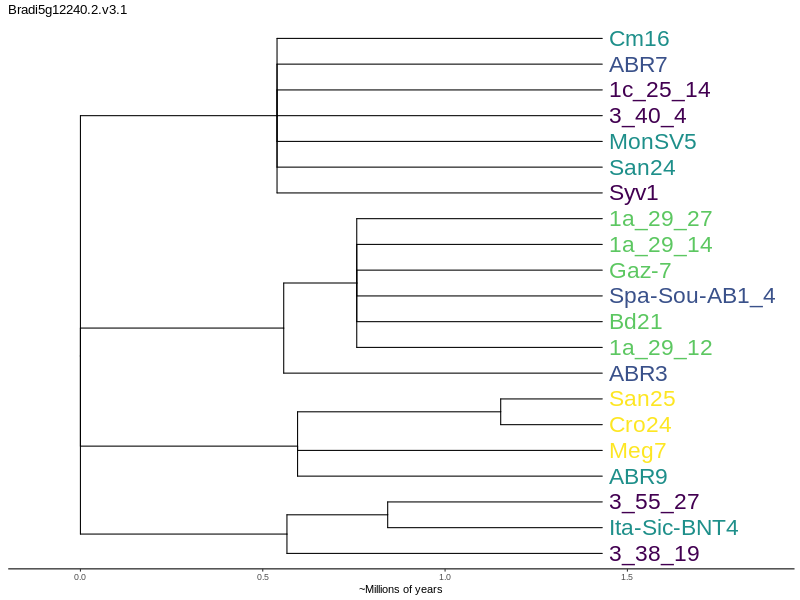 Bradi5g12240.2.v3.1
Cm16
ABR7
1c_25_14
3_40_4
MonSV5
San24
Syv1
1a_29_27
1a_29_14
Gaz-7
Spa-Sou-AB1_4
Bd21
1a_29_12
ABR3
San25
Cro24
Meg7
ABR9
3_55_27
Ita-Sic-BNT4
3_38_19
0.0 0.5 1.0 1.5
~Millions of years